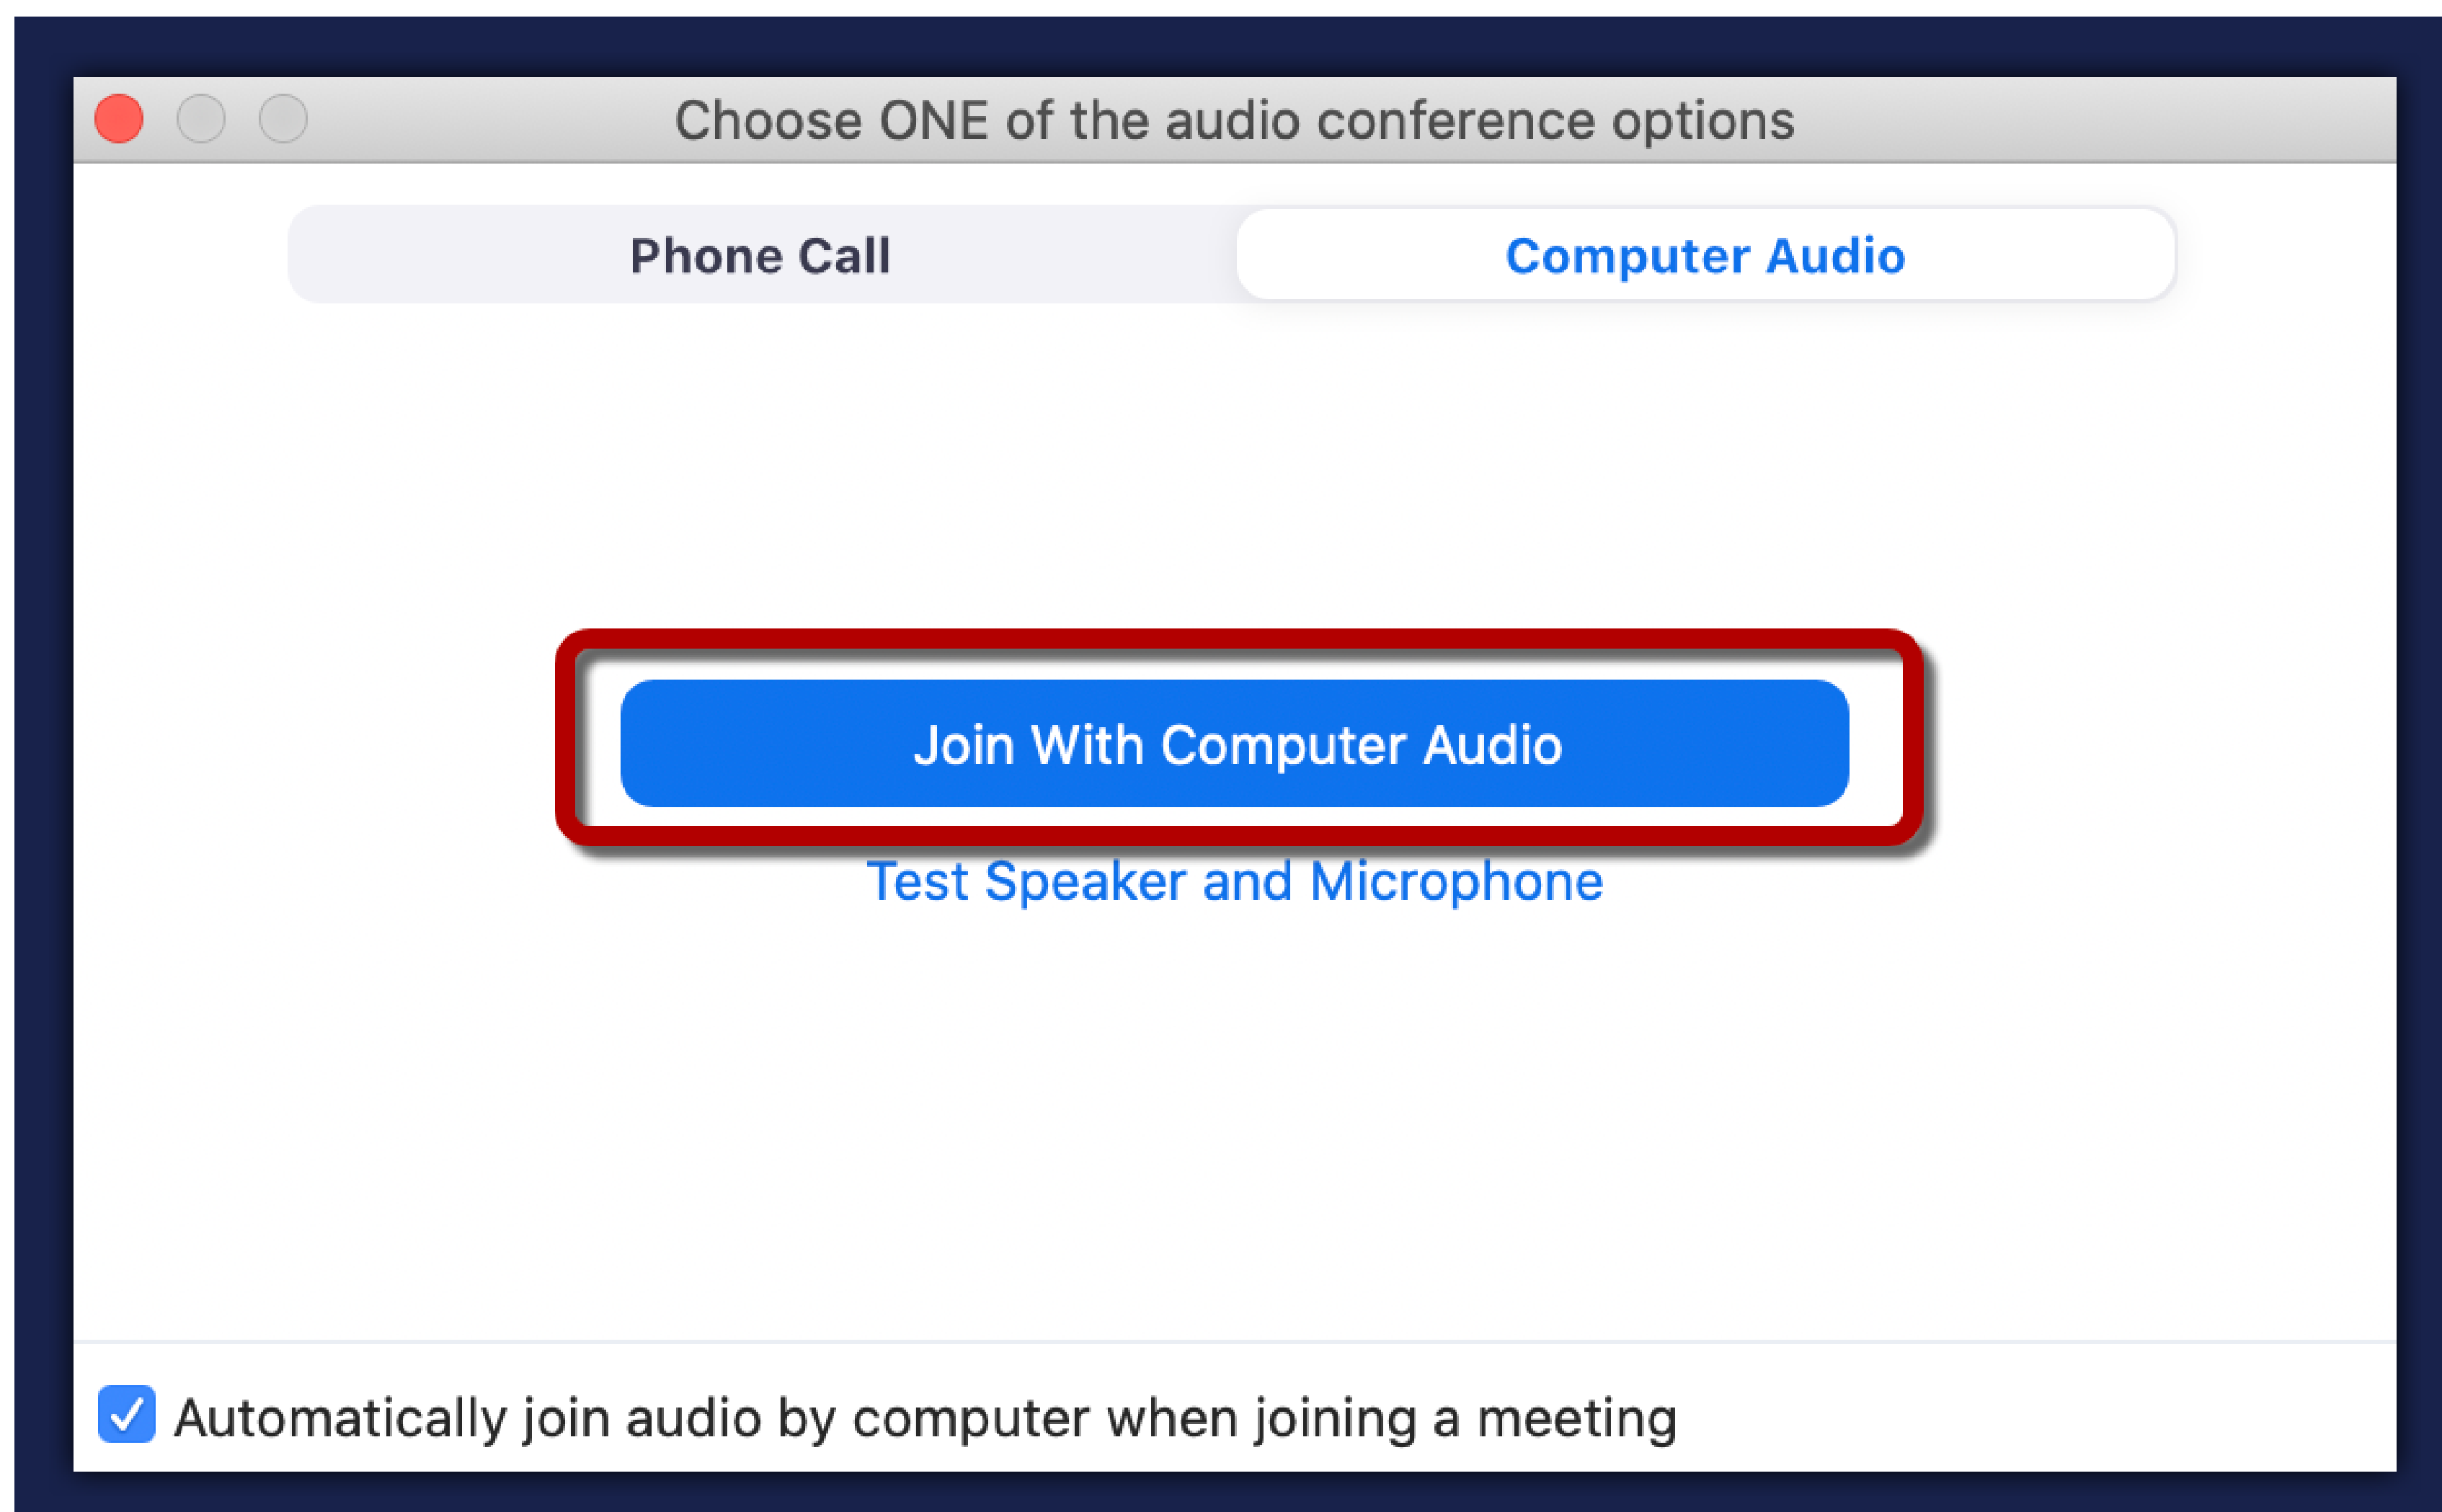 Choose ONE of the audio conference options
Phone Call
Computer Audio
Join With Computer Audio
Test Speaker and Microphone
Automatically join audio by computer when joining a meeting